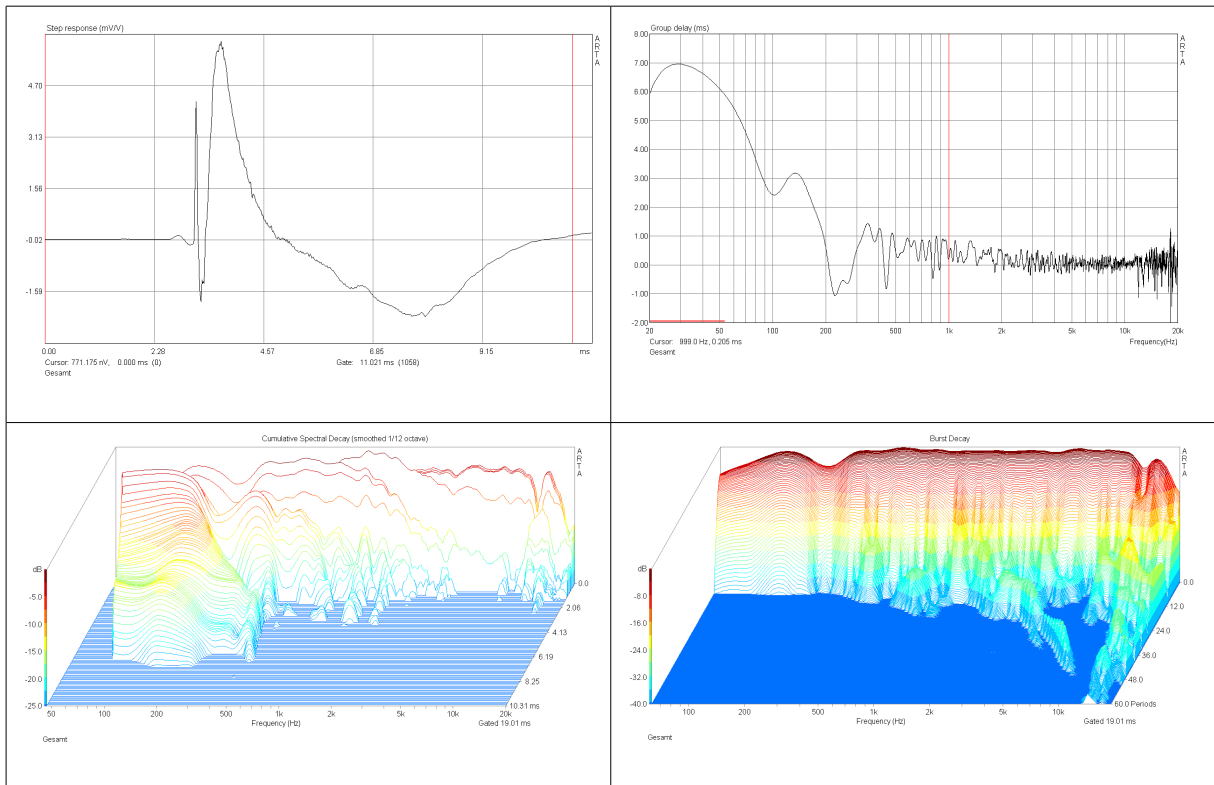 Step response (mV/V)
A
R
T
A
4.70
3.13
1.56
-0.02
-1.59
0.00 2.28 4.57 6.85 9.15 ms
Cursor: 771.175 nV, 0.000 ms (0) Gate: 11.021 ms (1058)
Gesamt
Group delay (ms)
A
R
T
A
8.00
7.00
6.00
5.00
4.00
3.00
2.00
1.00
0.00
-1.00
-2.00
20 100 200 500 1k 2k 5k 10k 20k
Cursor: 999.0 Hz, 0.205 ms Frequency(Hz)
Gesamt
Cumulative Spectral Decay (smoothed 1/12 octave)
A
R
T
A
dB
-5.0
-10.0
-15.0
-20.0
-25.0
0.0
2.06
4.13
6.19
8.25
10.31 ms
50 100 200 500 1k 2k 5k 10k 20k
Frequency (Hz) Gated 19.01 ms
Gesamt
Burst Decay
A
R
T
A
dB
-8.0
-16.0
-24.0
-32.0
-40.0
0.0
12.0
24.0
36.0
48.0
60.0 Periods
100 200 500 1k 2k 5k 10k
Frequency (Hz) Gated 19.01 ms
Gesamt